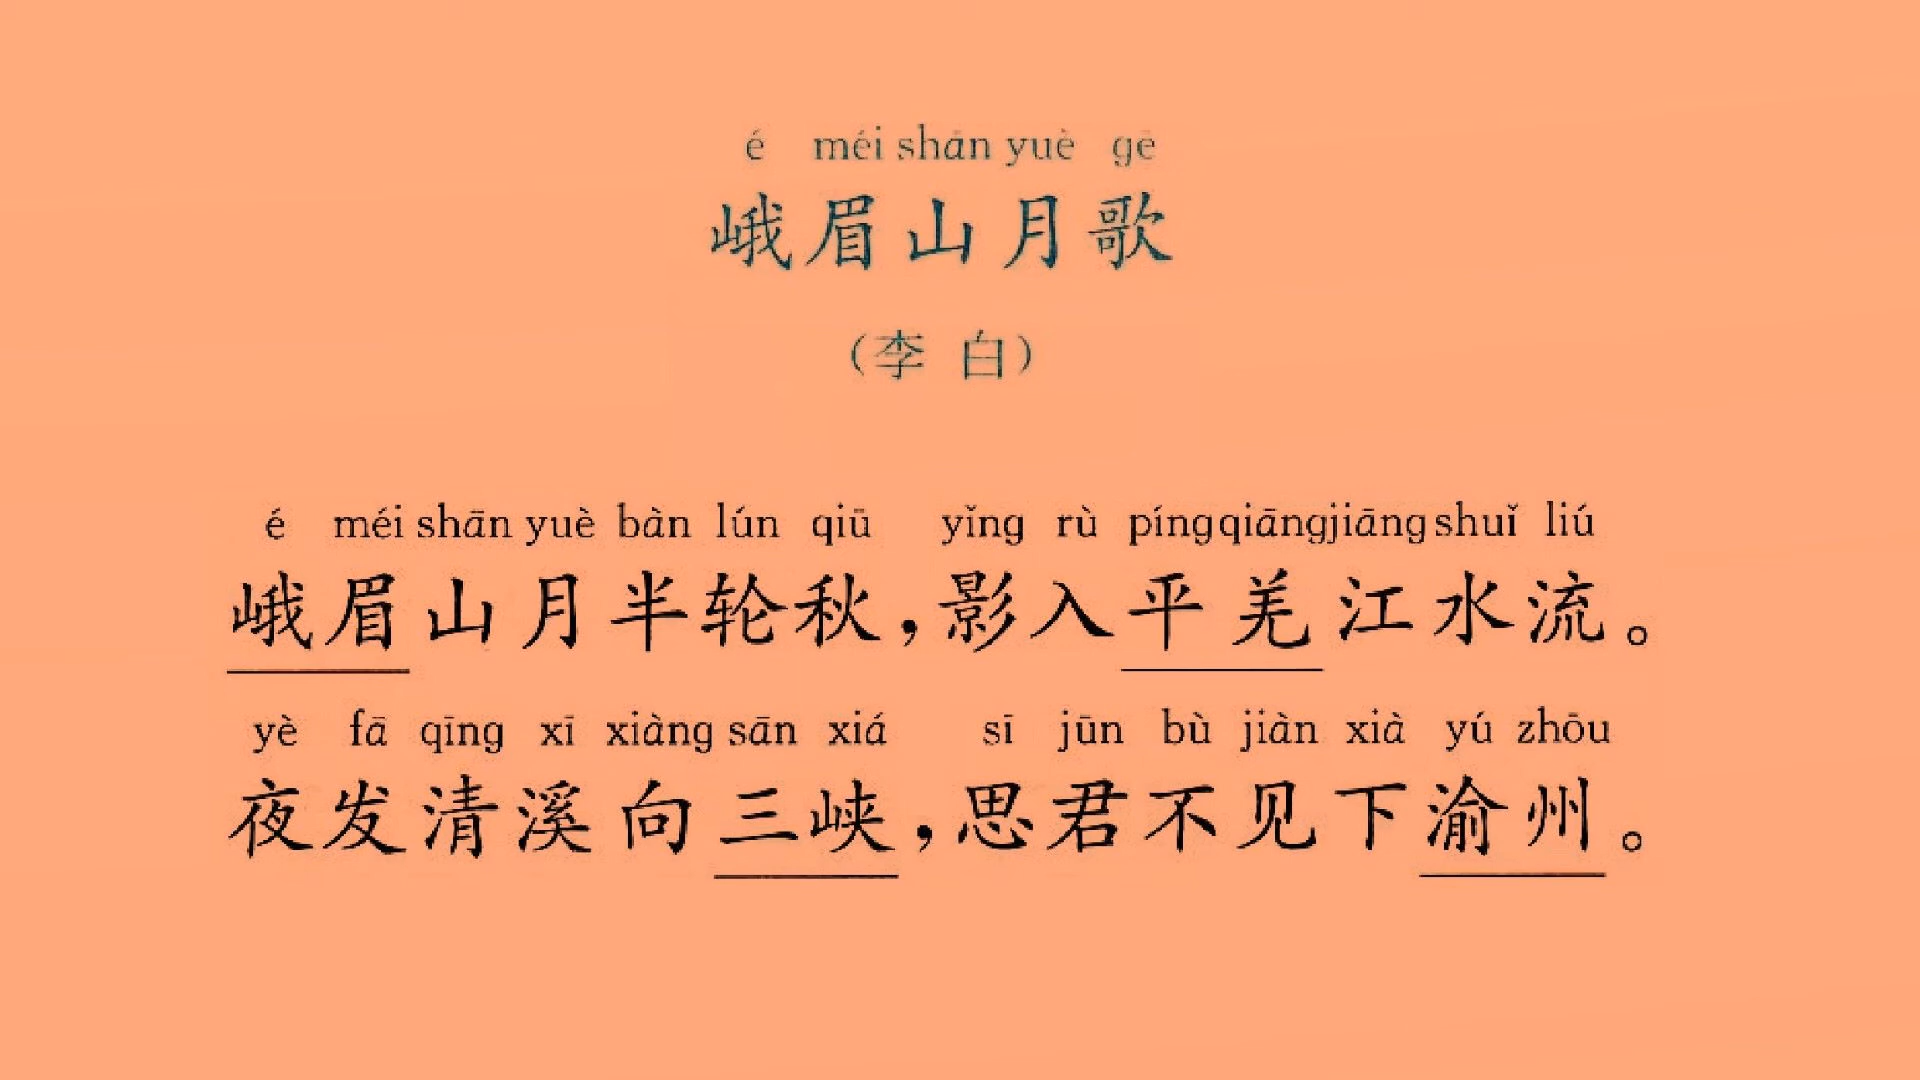 é méi shān yuè gē
峨眉山月歌
（李 白）
é méi shān yuè bàn lún qiū yǐng rù píng qiāng jiāng shuǐ liú
峨眉山月半轮秋，影入平羌江水流。
yè fā qīng xī xiàng sān xiá sī jūn bù jiàn xià yú zhōu
夜发清溪向三峡，思君不见下渝州。